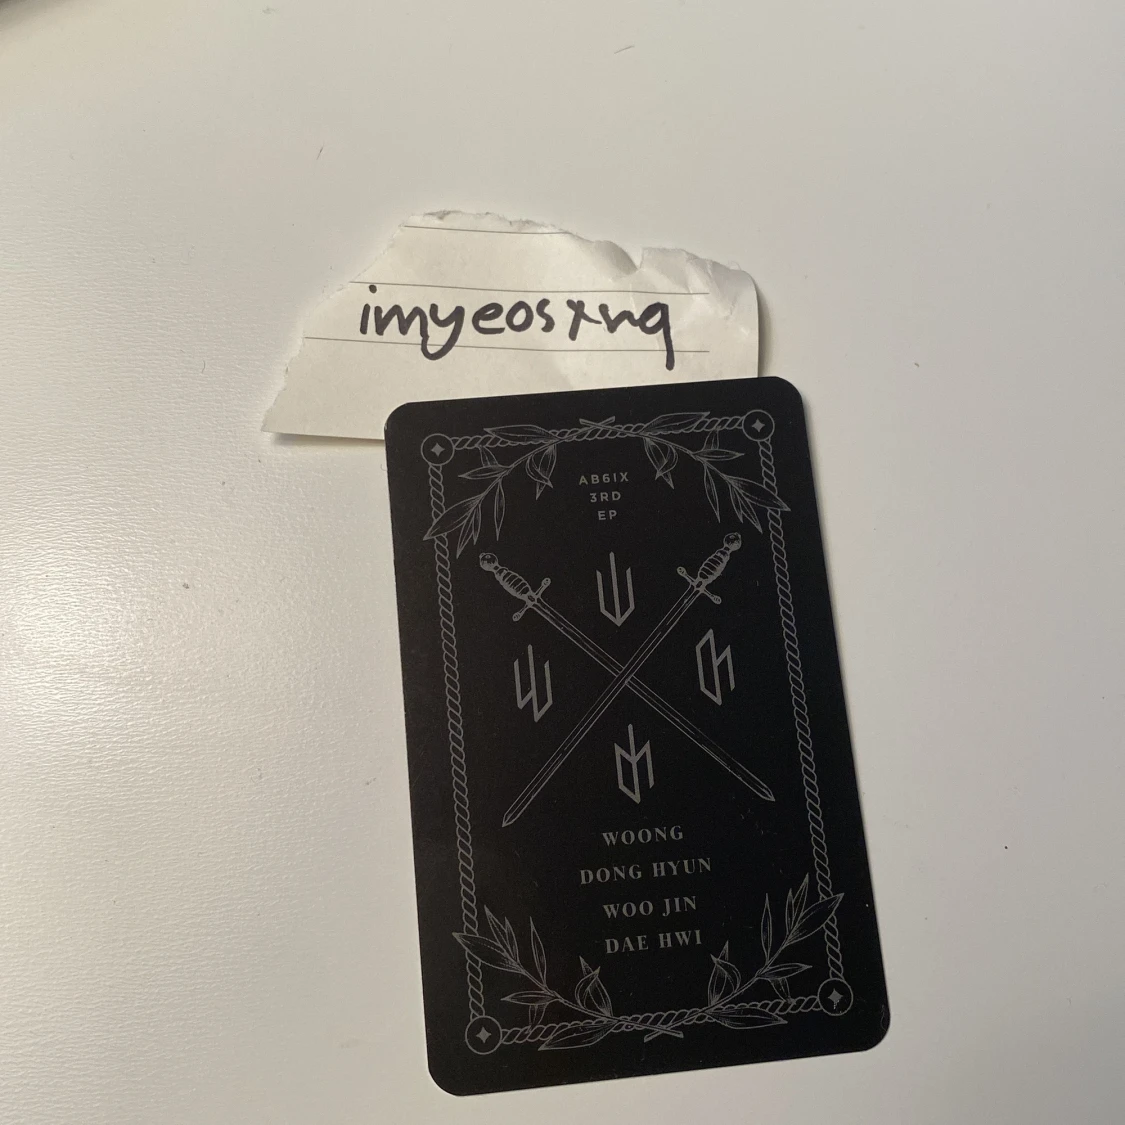 imyeosxng
AB6IX
3RD
EP
WOONG
DONG HYUN
WOO JIN
DAE HWI